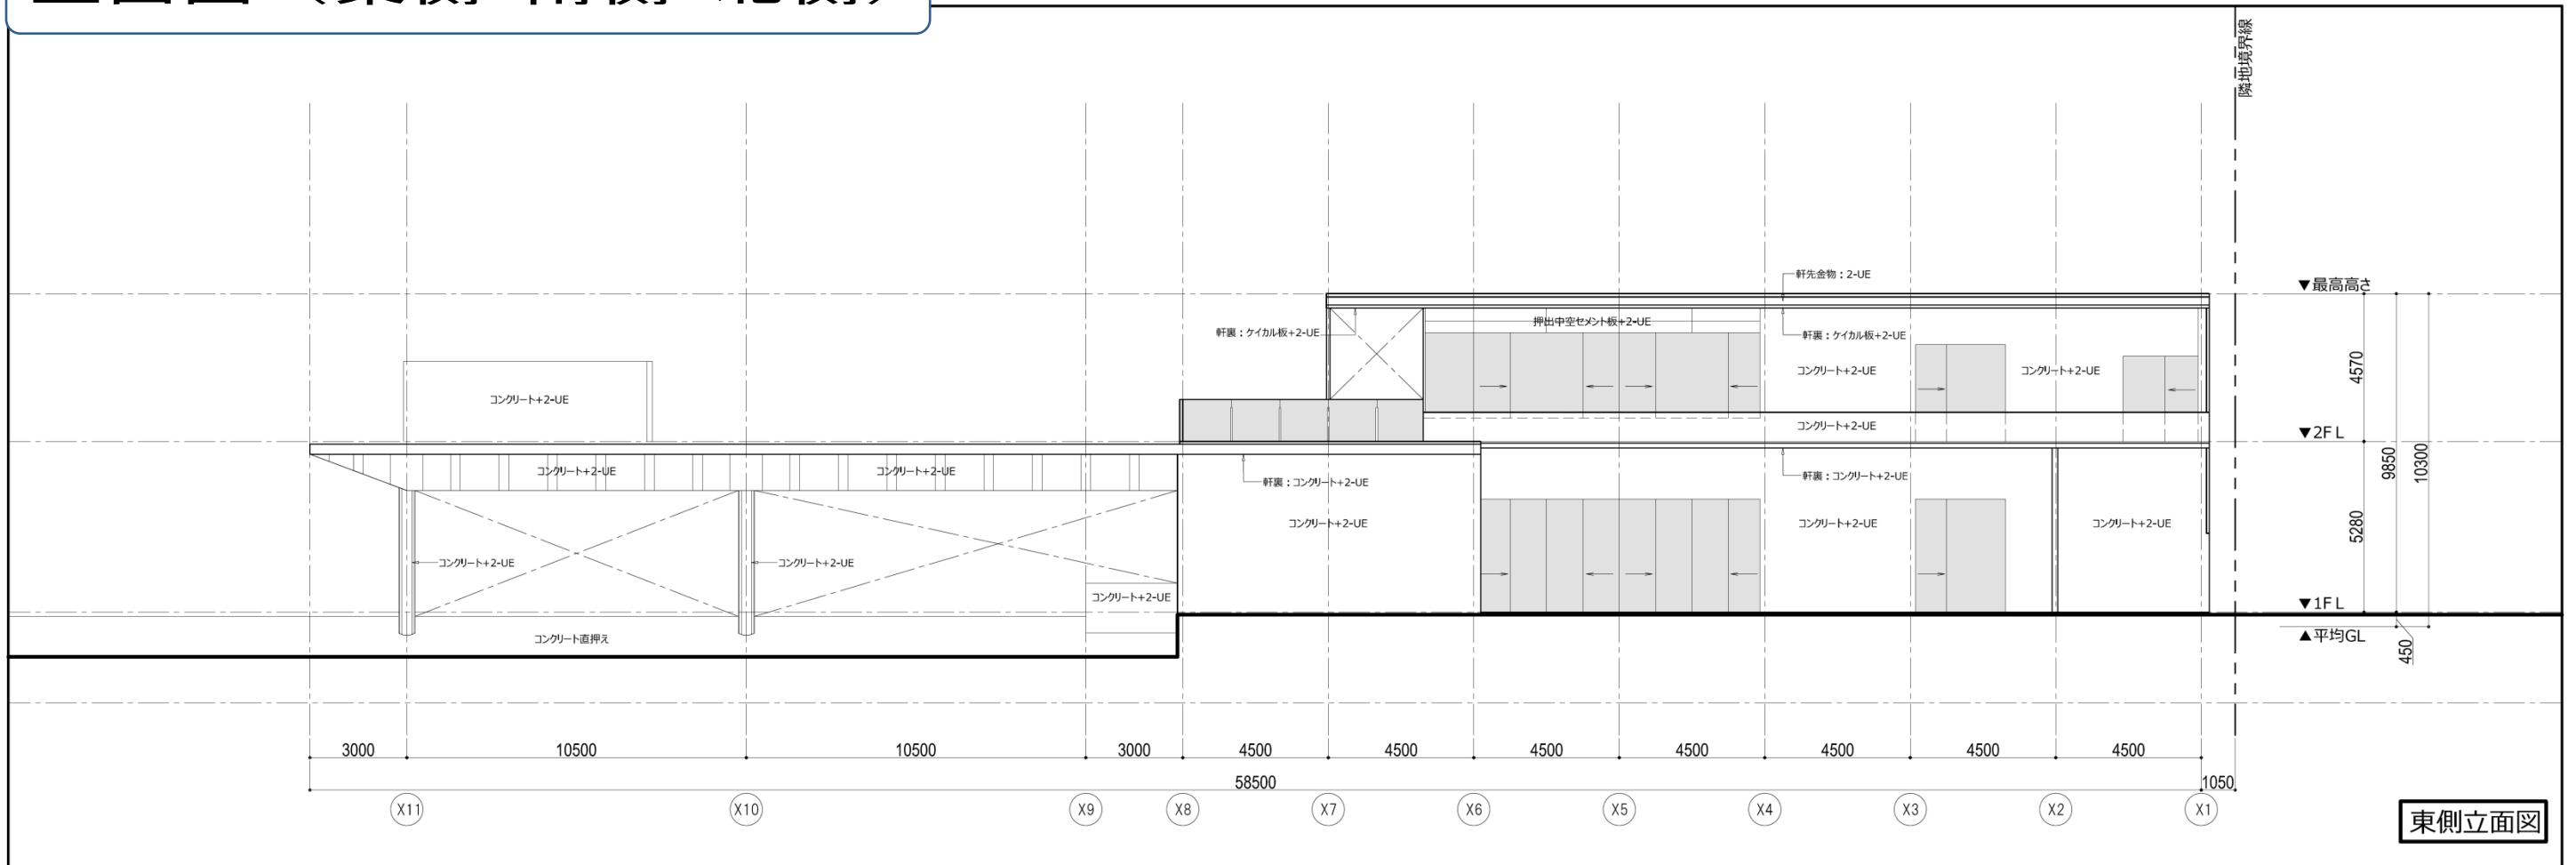 隣地境界線
軒先金物：2-UE
▼最高高さ
押出中空セメント板+2-UE
軒裏：ケイカル板+2-UE
軒裏：ケイカル板+2-UE
コンクリート+2-UE
コンクリート+2-UE
4570
コンクリート+2-UE
コンクリート+2-UE
▼2FL
9850
10300
コンクリート+2-UE
コンクリート+2-UE
軒裏：コンクリート+2-UE
軒裏：コンクリート+2-UE
コンクリート+2-UE
コンクリート+2-UE
コンクリート+2-UE
5280
コンクリート+2-UE
コンクリート+2-UE
コンクリート+2-UE
▼1FL
コンクリート直押え
▲平均GL
450
3000 10500 10500 3000 4500 4500 4500 4500 4500 4500 4500
58500 1050
X11 X10 X9 X8 X7 X6 X5 X4 X3 X2 X1
東側立面図